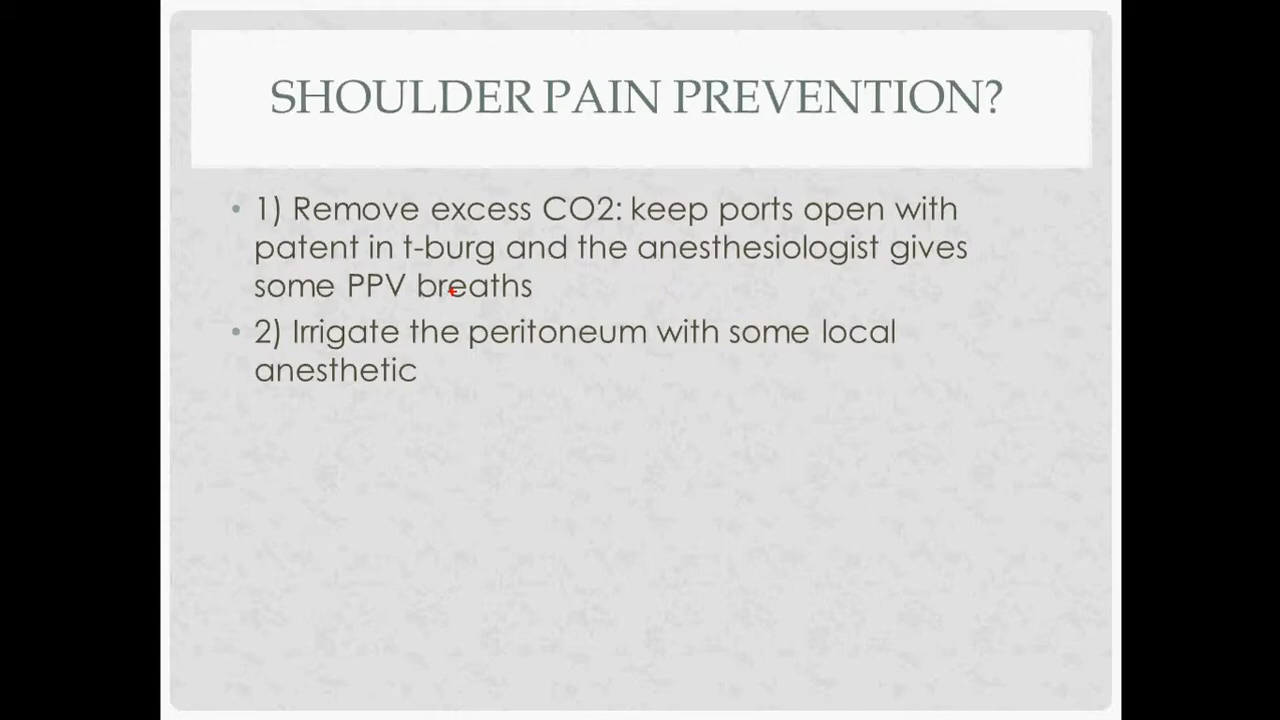 SHOULDER PAIN PREVENTION?
• 1) Remove excess CO2: keep ports open with
patent in t-burg and the anesthesiologist gives
some PPV breaths
• 2) Irrigate the peritoneum with some local
anesthetic